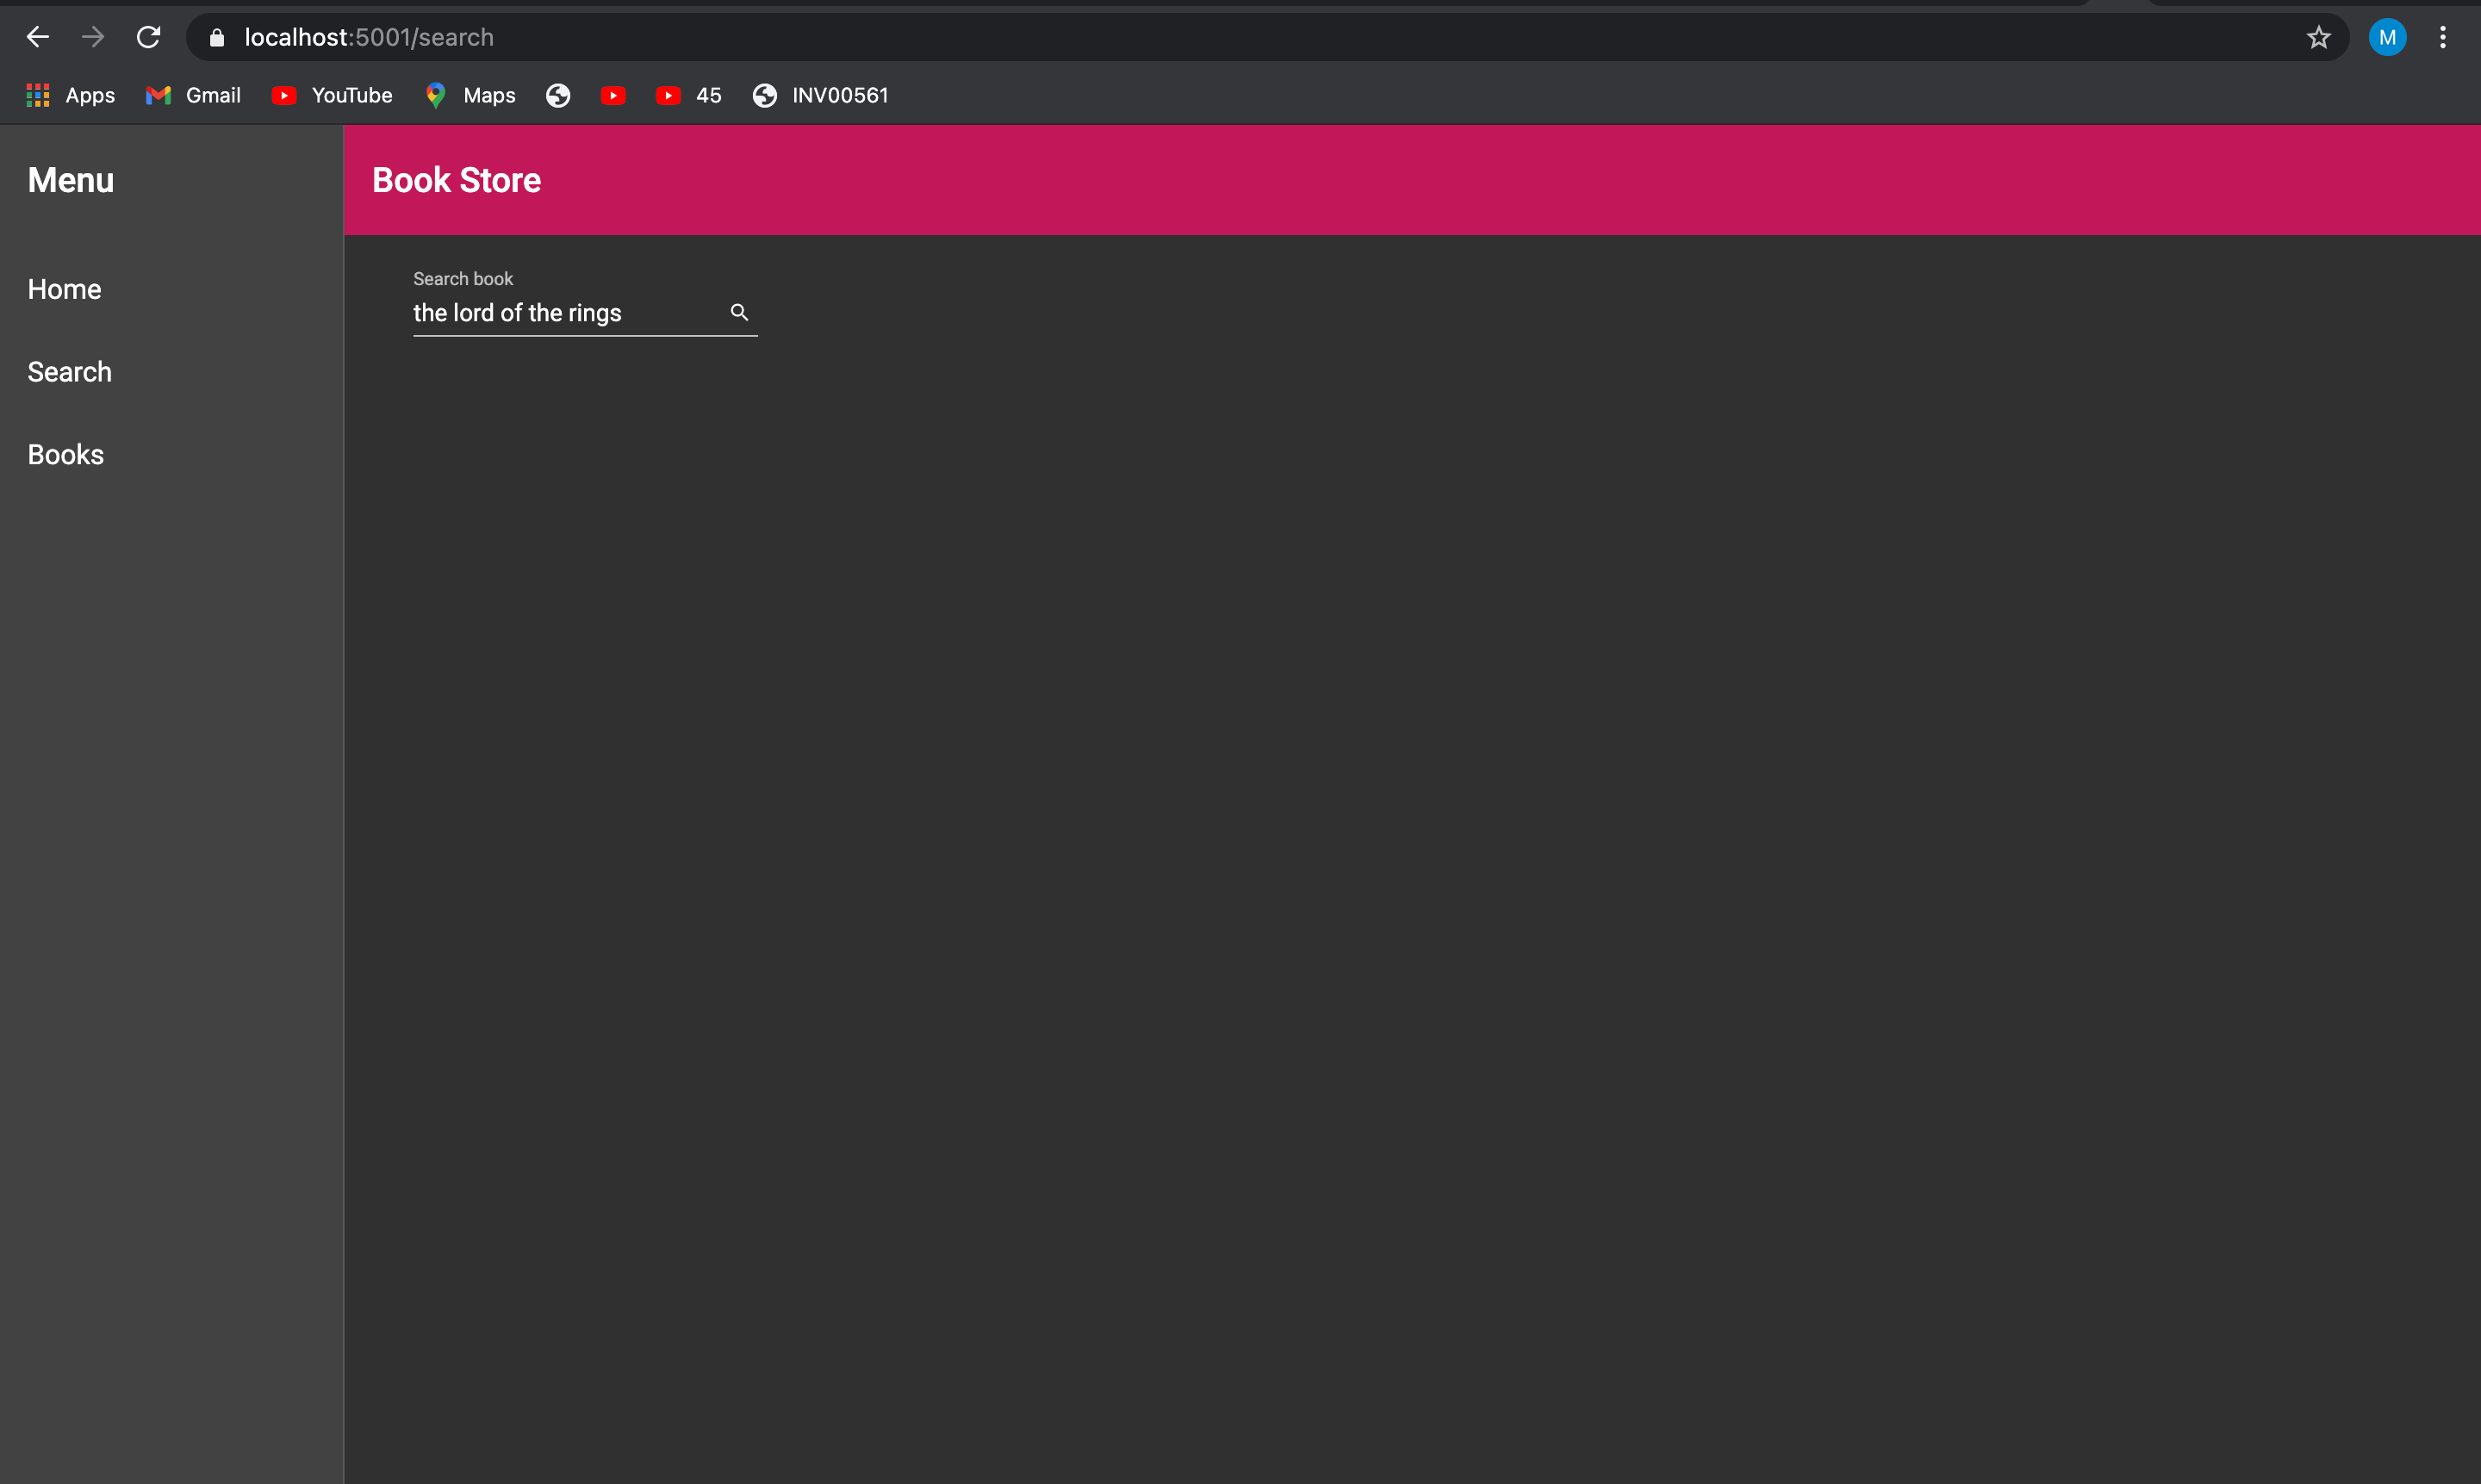 localhost:5001/search
M
Apps Gmail YouTube Maps 45 INV00561
Menu
Home
Search
Books
Book Store
Search book
the lord of the rings